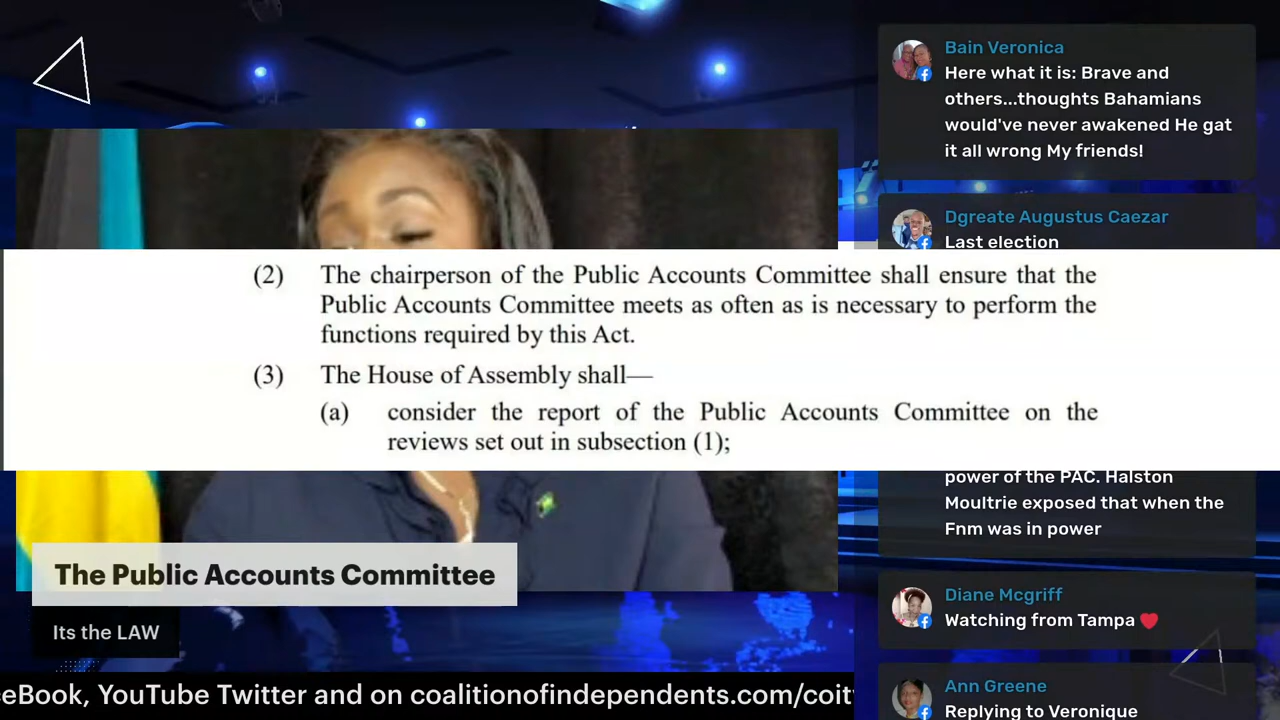 Bain Veronica
Here what it is: Brave and
others...thoughts Bahamians
would've never awakened He gat
it all wrong My friends!
Dgreate Augustus Caezar
Last election
(2) The chairperson of the Public Accounts Committee shall ensure that the
Public Accounts Committee meets as often as is necessary to perform the
functions required by this Act.
(3) The House of Assembly shall—
(a) consider the report of the Public Accounts Committee on the
reviews set out in subsection (1);
power of the PAC. Halston
Moultrie exposed that when the
Fnm was in power
The Public Accounts Committee
Its the LAW
Diane Mcgriff
Watching from Tampa ❤
Ann Greene
Replying to Veronique
eBook, YouTube Twitter and on coalitionofindependents.com/coit